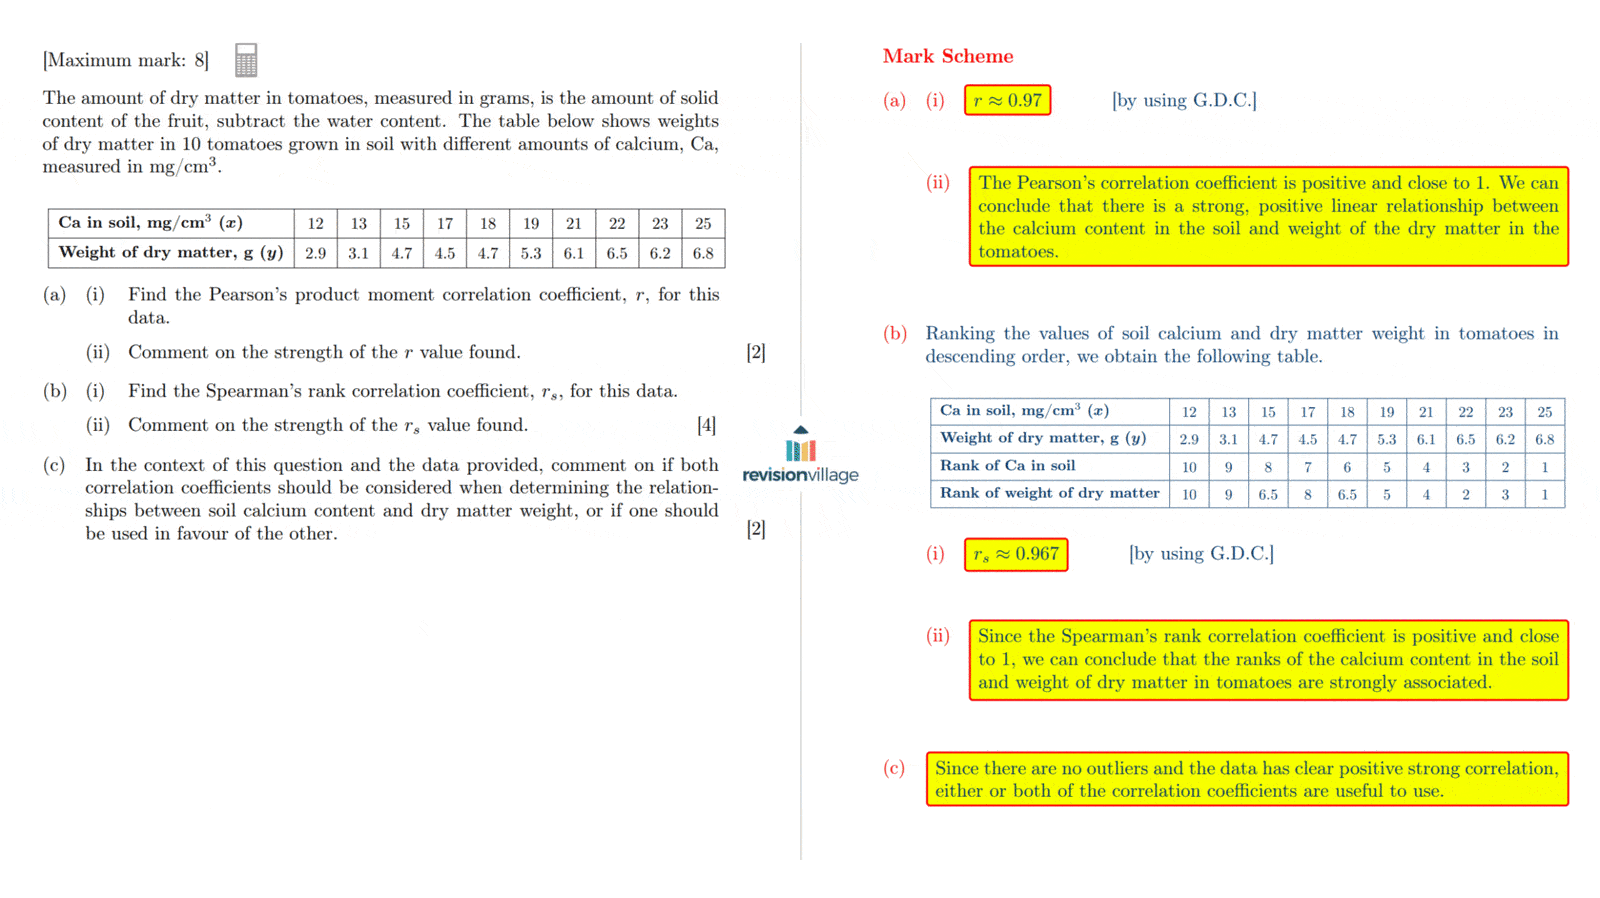 [Maximum mark: 8]
The amount of dry matter in tomatoes, measured in grams, is the amount of solid
content of the fruit, subtract the water content. The table below shows weights
of dry matter in 10 tomatoes grown in soil with different amounts of calcium, Ca,
measured in mg/cm³.
Ca in soil, mg/cm³ (x) 12 13 15 17 18 19 21 22 23 25
Weight of dry matter, g (y) 2.9 3.1 4.7 4.5 4.7 5.3 6.1 6.5 6.2 6.8
(a) (i) Find the Pearson's product moment correlation coefficient, r, for this
data.
(ii) Comment on the strength of the r value found. [2]
(b) (i) Find the Spearman's rank correlation coefficient, rₛ, for this data.
(ii) Comment on the strength of the rₛ value found. [4]
(c) In the context of this question and the data provided, comment on if both
correlation coefficients should be considered when determining the relation-
ships between soil calcium content and dry matter weight, or if one should
be used in favour of the other. [2]
revisionvillage
Mark Scheme
(a) (i) r ≈ 0.97 [by using G.D.C.]
(ii) The Pearson's correlation coefficient is positive and close to 1. We can
conclude that there is a strong, positive linear relationship between
the calcium content in the soil and weight of the dry matter in the
tomatoes.
(b) Ranking the values of soil calcium and dry matter weight in tomatoes in
descending order, we obtain the following table.
Ca in soil, mg/cm³ (x) 12 13 15 17 18 19 21 22 23 25
Weight of dry matter, g (y) 2.9 3.1 4.7 4.5 4.7 5.3 6.1 6.5 6.2 6.8
Rank of Ca in soil 10 9 8 7 6 5 4 3 2 1
Rank of weight of dry matter 10 9 6.5 8 6.5 5 4 2 3 1
(i) rₛ ≈ 0.967 [by using G.D.C.]
(ii) Since the Spearman's rank correlation coefficient is positive and close
to 1, we can conclude that the ranks of the calcium content in the soil
and weight of dry matter in tomatoes are strongly associated.
(c) Since there are no outliers and the data has clear positive strong correlation,
either or both of the correlation coefficients are useful to use.